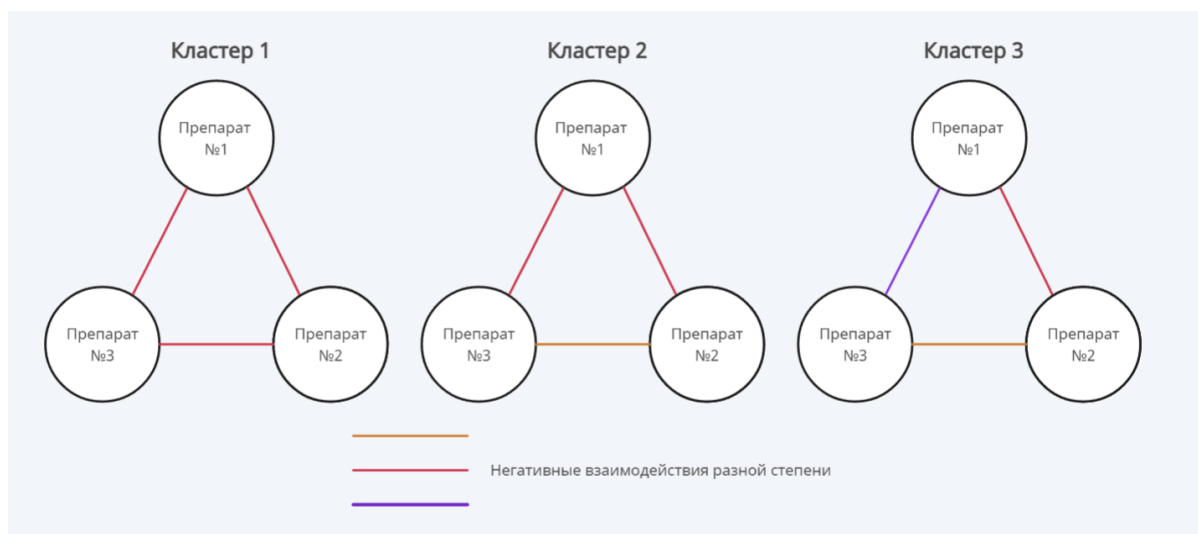 Кластер 1
Препарат
№1
Препарат
№3
Препарат
№2
Кластер 2
Препарат
№1
Препарат
№3
Препарат
№2
Кластер 3
Препарат
№1
Препарат
№3
Препарат
№2
Негативные взаимодействия разной степени